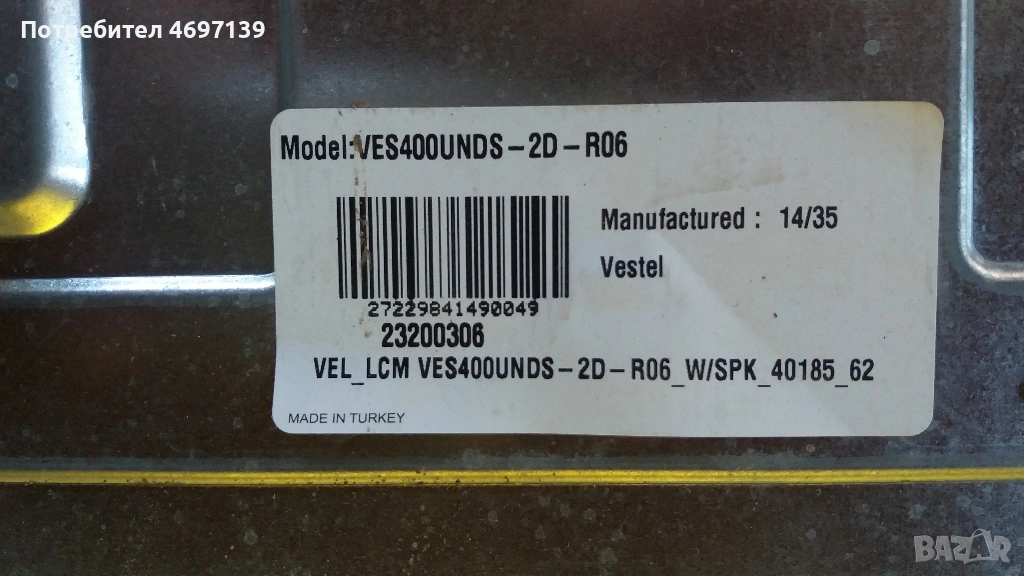 Потребител 4697139
Model:VES400UNDS-2D-R06
Manufactured : 14/35
Vestel
27229841490049
23200306
VEL_LCM VES400UNDS-2D-R06_W/SPK_40185_62
MADE IN TURKEY
BAZAR